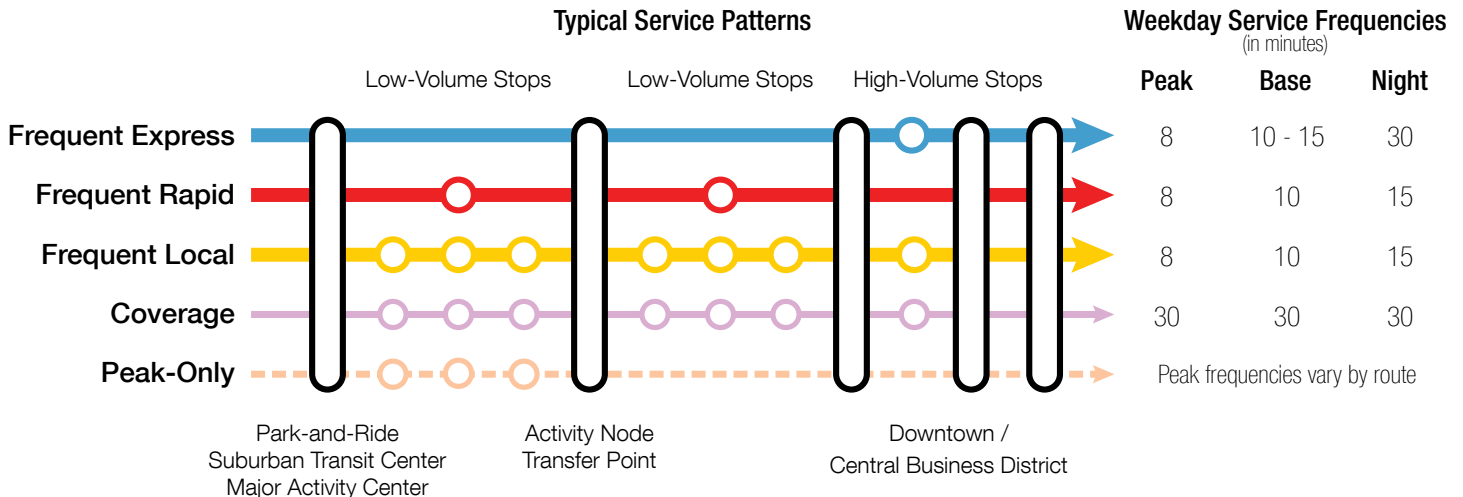 Typical Service Patterns
Weekday Service Frequencies
(in minutes)
Low-Volume Stops
Low-Volume Stops
High-Volume Stops
Peak
Base
Night
Frequent Express
8
10 - 15
30
Frequent Rapid
8
10
15
Frequent Local
8
10
15
Coverage
30
30
30
Peak-Only
Peak frequencies vary by route
Park-and-Ride
Suburban Transit Center
Major Activity Center
Activity Node
Transfer Point
Downtown /
Central Business District